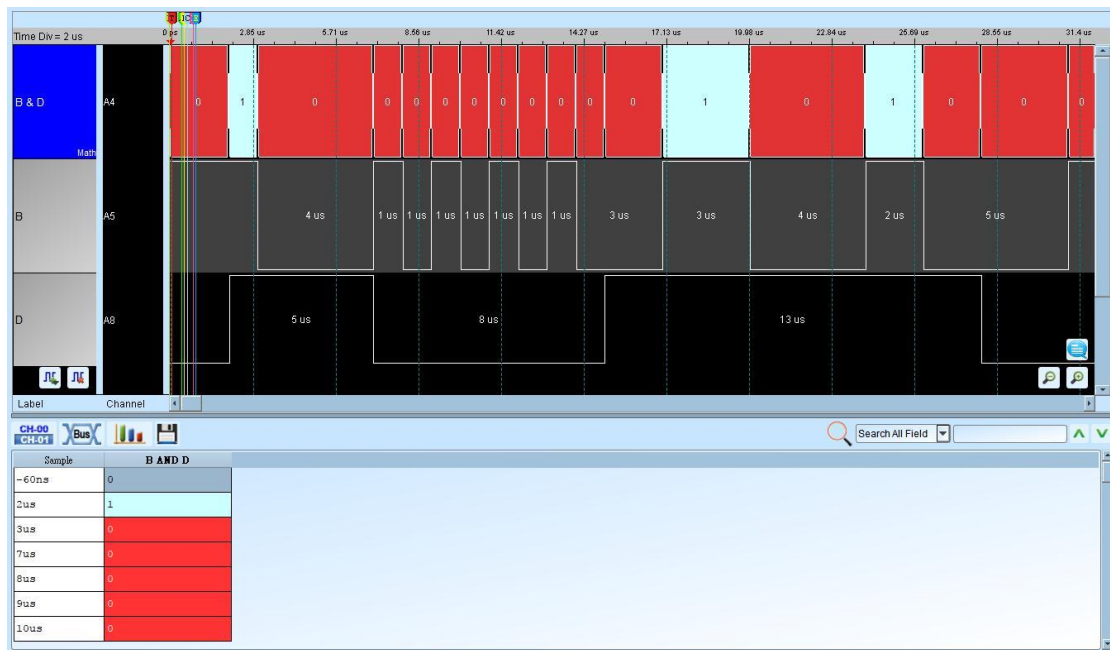 Time Div = 2 us 0 ps 2.85 us 5.71 us 8.56 us 11.42 us 14.27 us 17.13 us 19.98 us 22.84 us 25.69 us 28.55 us 31.4 us
B & D A4 0 1 0 0 0 0 0 0 0 0 0 0 1 0 1 0 0 0
Math
B A5 4 us 1 us 1 us 1 us 1 us 1 us 1 us 1 us 3 us 3 us 4 us 2 us 5 us
D A8 5 us 8 us 13 us
Label Channel
CH-00
CH-01 Bus Search All Field
Sample B AND D
-60ns 0
2us 1
3us 0
7us 0
8us 0
9us 0
10us 0